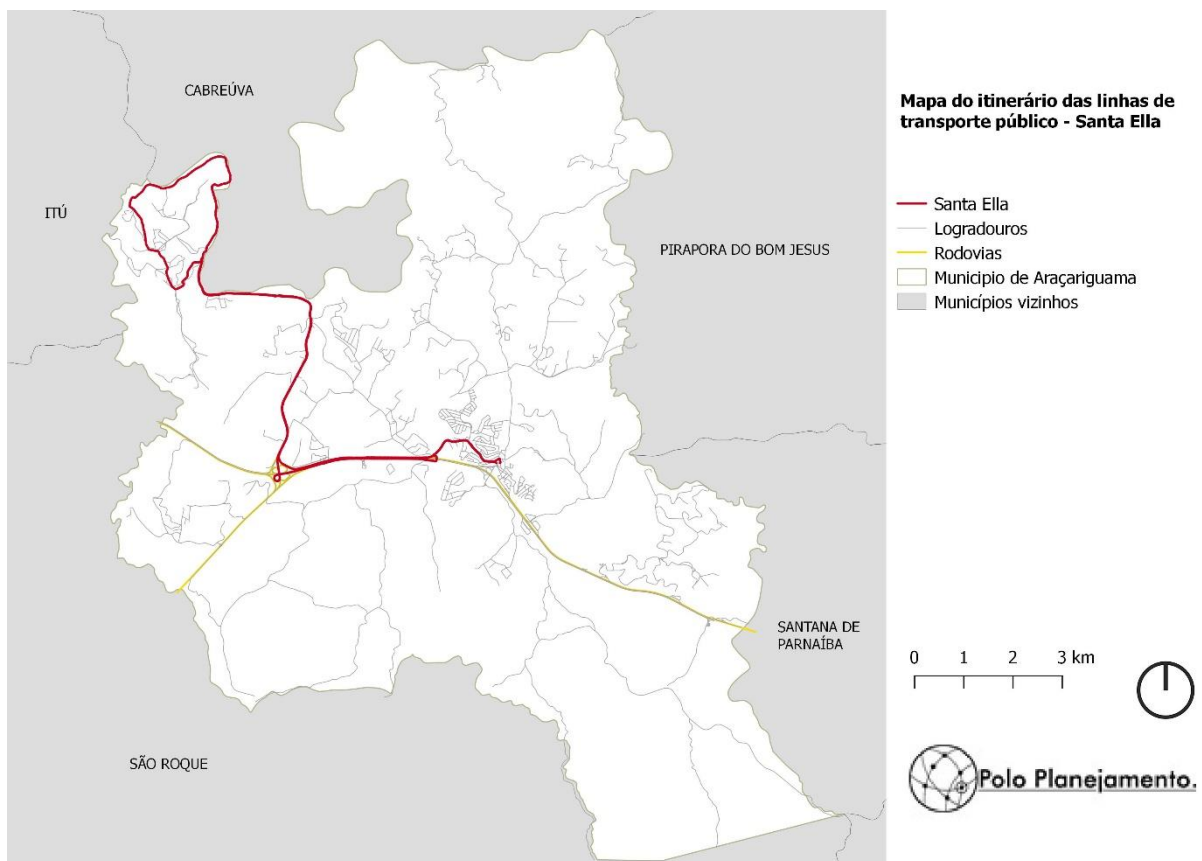 CABREÚVA
ITÚ
PIRAPORA DO BOM JESUS
SANTANA DE
PARNAÍBA
SÃO ROQUE
Mapa do itinerário das linhas de
transporte público - Santa Ella
Santa Ella
Logradouros
Rodovias
Municipio de Araçariguama
Municípios vizinhos
0 1 2 3 km
Polo Planejamento.